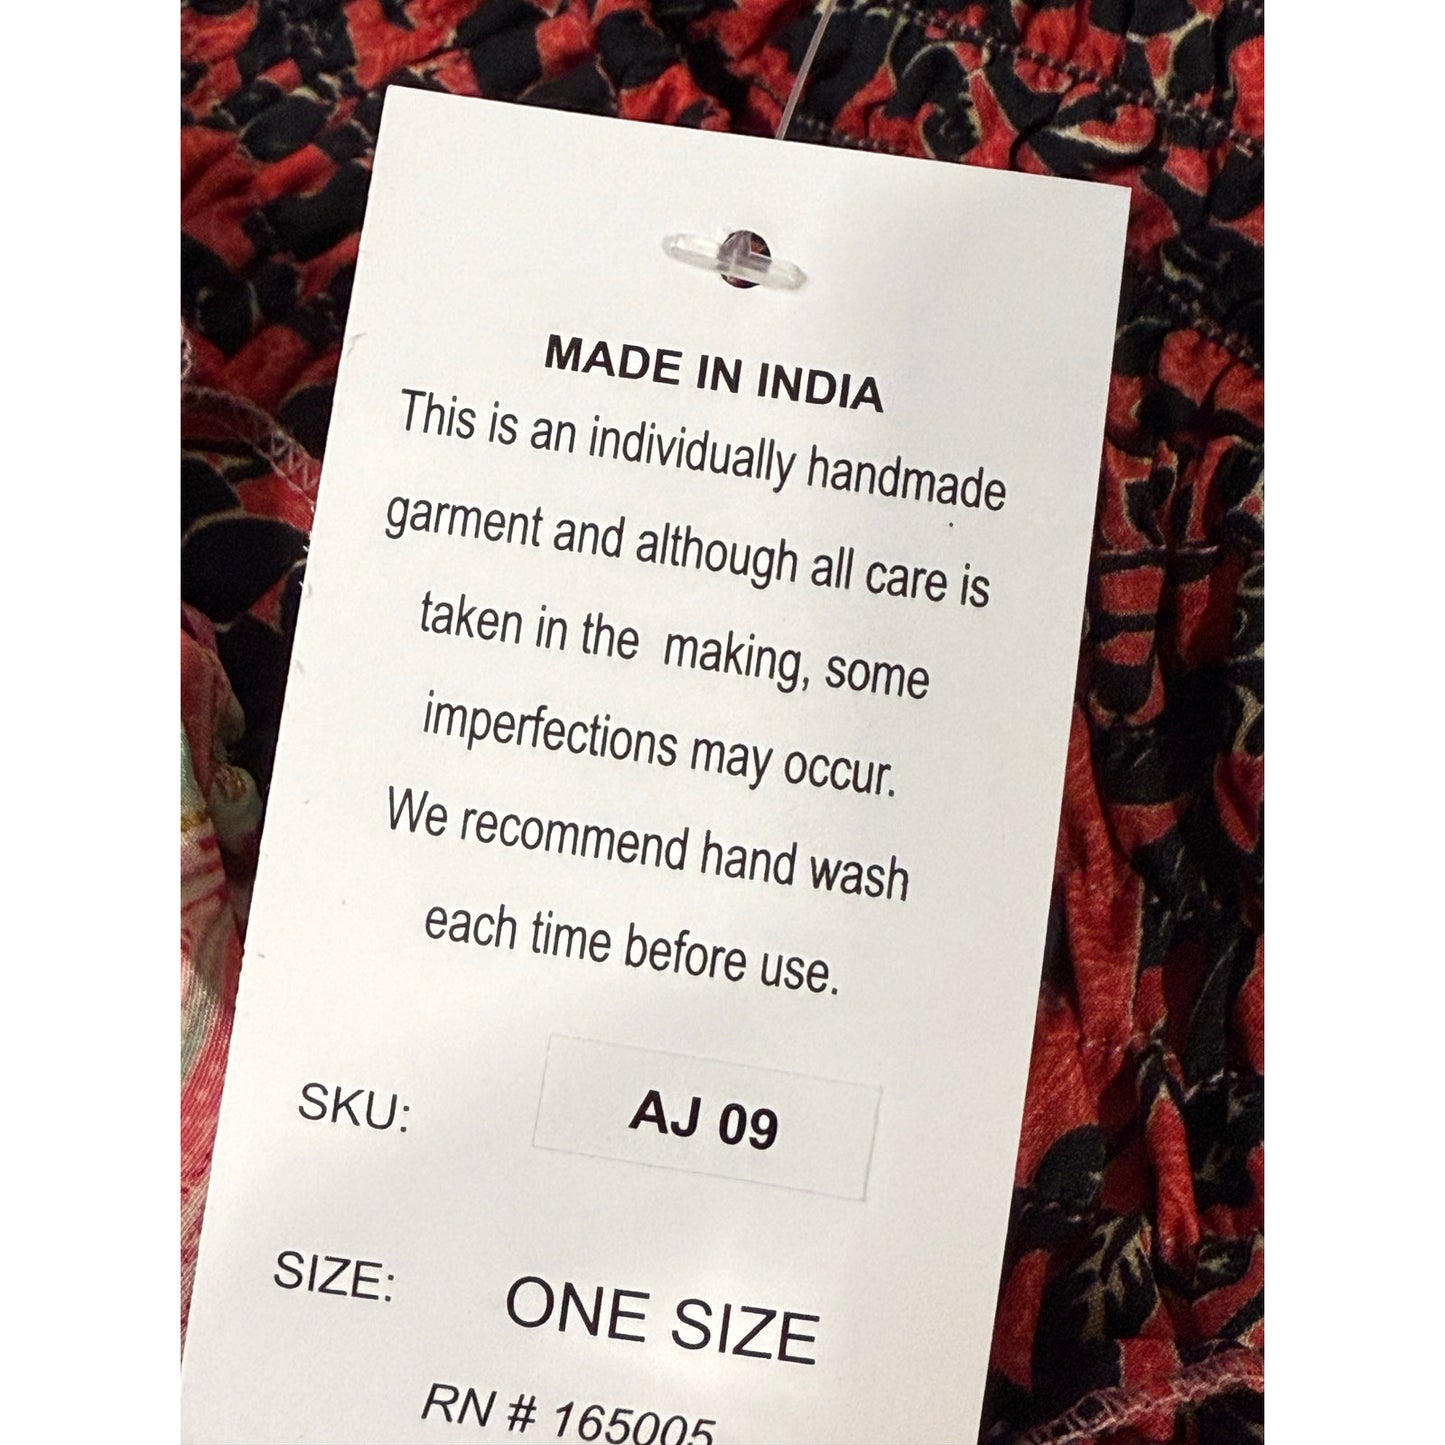 MADE IN INDIA
This is an individually handmade
garment and although all care is
taken in the making, some
imperfections may occur.
We recommend hand wash
each time before use.
SKU: AJ 09
SIZE: ONE SIZE
RN # 165005